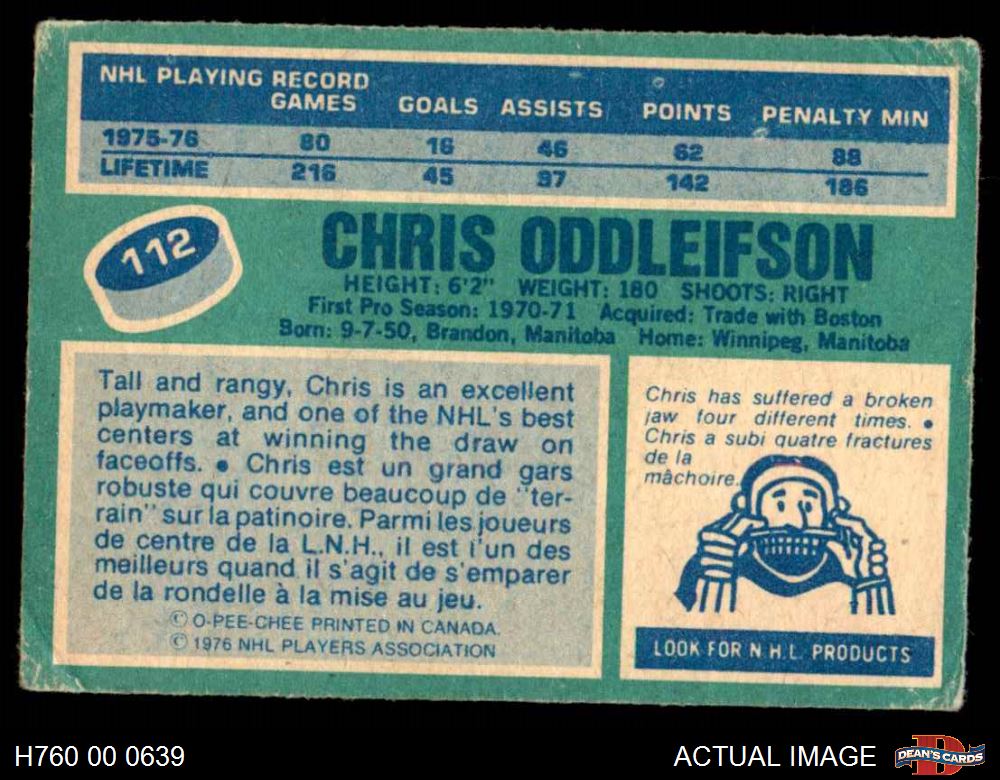 NHL PLAYING RECORD
GAMES GOALS ASSISTS POINTS PENALTY MIN
1975-76 80 16 46 62 88
LIFETIME 216 45 97 142 186
112
CHRIS ODDLEIFSON
HEIGHT: 6'2" WEIGHT: 180 SHOOTS: RIGHT
First Pro Season: 1970-71 Acquired: Trade with Boston
Born: 9-7-50, Brandon, Manitoba Home: Winnipeg, Manitoba
Tall and rangy, Chris is an excellent
playmaker, and one of the NHL's best
centers at winning the draw on
faceoffs. • Chris est un grand gars
robuste qui couvre beaucoup de "ter-
rain" sur la patinoire. Parmi les joueurs
de centre de la L.N.H., il est l'un des
meilleurs quand il s'agit de s'emparer
de la rondelle à la mise au jeu.
© O-PEE-CHEE PRINTED IN CANADA.
© 1976 NHL PLAYERS ASSOCIATION
Chris has suffered a broken
jaw four different times. •
Chris a subi quatre fractures
de la
mâchoire.
LOOK FOR N.H.L. PRODUCTS
H760 00 0639
ACTUAL IMAGE
D
DEAN'S CARDS